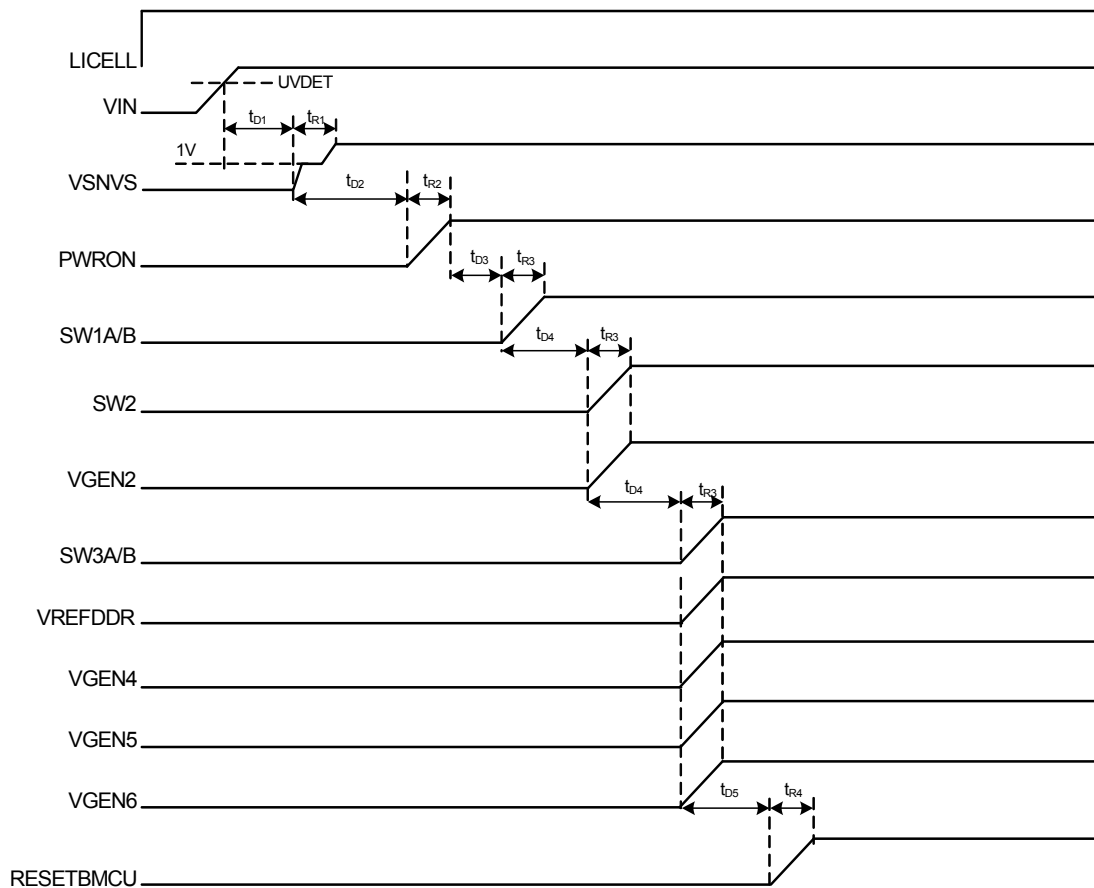 LICELL
UVDET
VIN
tD1 tR1
1V
VSNVS
tD2 tR2
PWRON
tD3 tR3
SW1A/B
tD4 tR3
SW2
VGEN2
tD4 tR3
SW3A/B
VREFDDR
VGEN4
VGEN5
VGEN6
tD5 tR4
RESETBMCU